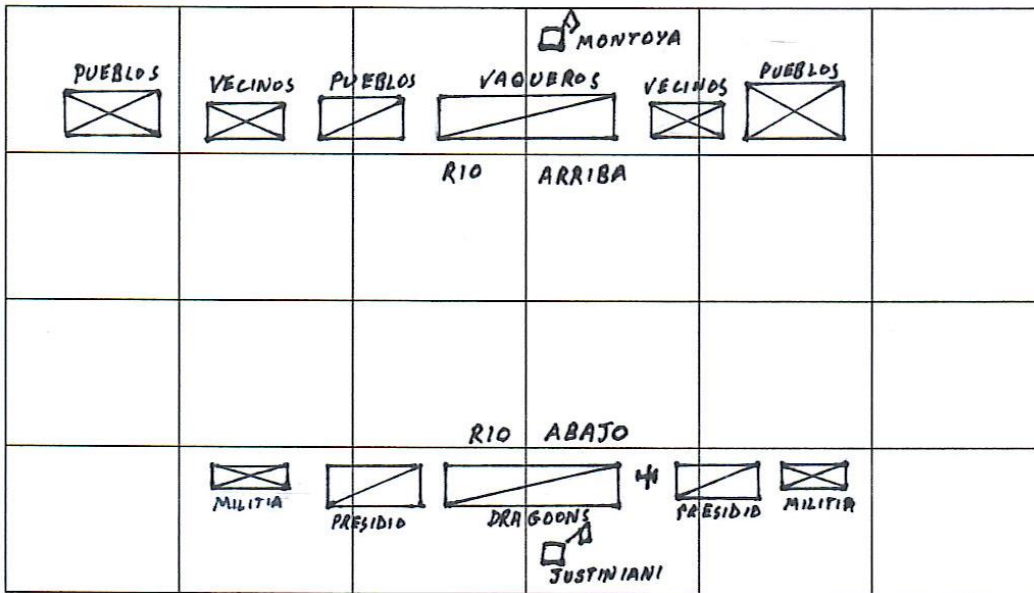 MONTOYA
PUEBLOS VECINOS PUEBLOS VAQUEROS VECINOS PUEBLOS
RIO ARRIBA
RIO ABAJO
MILITIA PRESIDIO DRAGOONS PRESIDIO MILITIA
JUSTINIANI